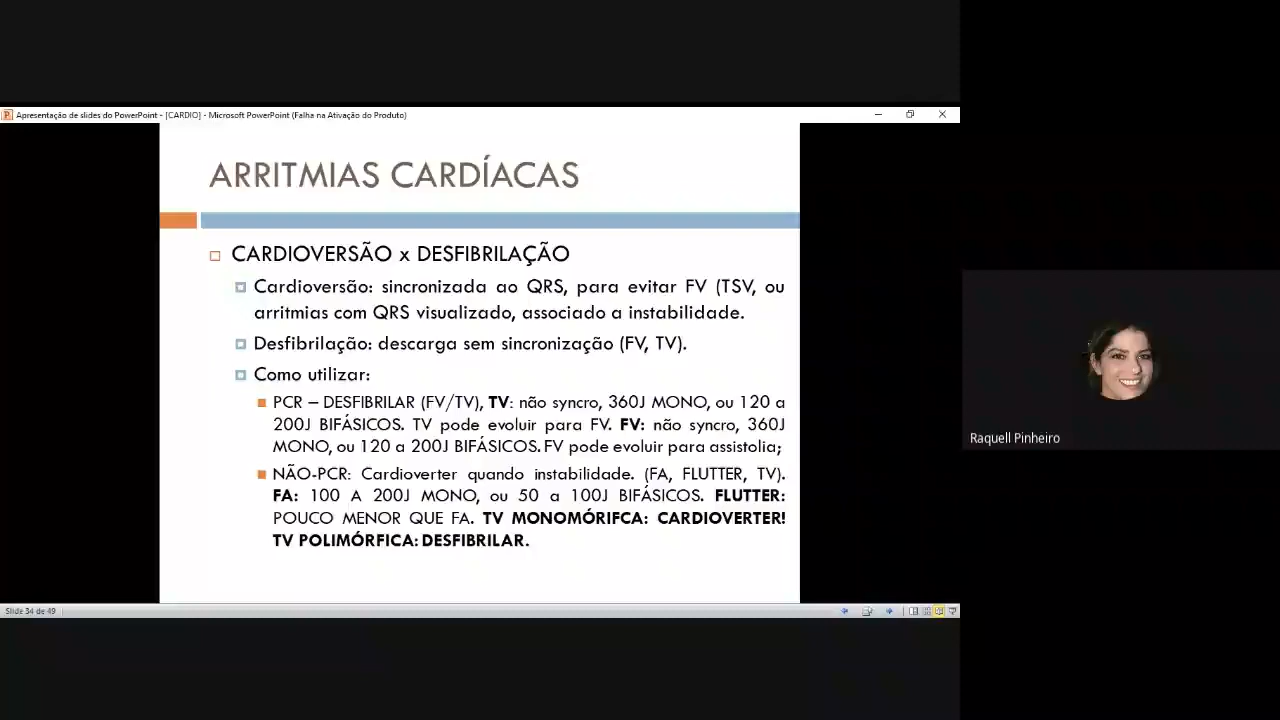 Apresentação de slides do PowerPoint - [CARDIO] - Microsoft PowerPoint (Falha na Ativação do Produto)
ARRITMIAS CARDÍACAS
CARDIOVERSÃO x DESFIBRILAÇÃO
Cardioversão: sincronizada ao QRS, para evitar FV (TSV, ou
arritmias com QRS visualizado, associado a instabilidade.
Desfibrilação: descarga sem sincronização (FV, TV).
Como utilizar:
PCR – DESFIBRILAR (FV/TV), TV: não syncro, 360J MONO, ou 120 a
200J BIFÁSICOS. TV pode evoluir para FV. FV: não syncro, 360J
MONO, ou 120 a 200J BIFÁSICOS. FV pode evoluir para assistolia;
NÃO-PCR: Cardioverter quando instabilidade. (FA, FLUTTER, TV).
FA: 100 A 200J MONO, ou 50 a 100J BIFÁSICOS. FLUTTER:
POUCO MENOR QUE FA. TV MONOMÓRIFCA: CARDIOVERTER!
TV POLIMÓRFICA: DESFIBRILAR.
Raquell Pinheiro
Slide 34 de 49